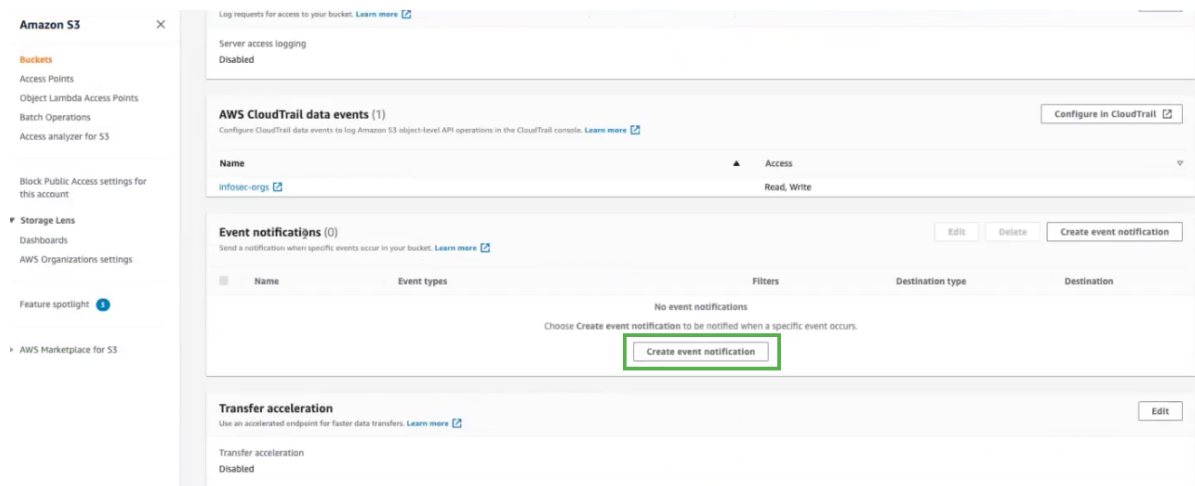 Amazon S3
Buckets
Access Points
Object Lambda Access Points
Batch Operations
Access analyzer for S3
Block Public Access settings for
this account
Storage Lens
Dashboards
AWS Organizations settings
Feature spotlight 3
AWS Marketplace for S3
Log requests for access to your bucket. Learn more
Server access logging
Disabled
AWS CloudTrail data events (1)
Configure in CloudTrail
Configure CloudTrail data events to log Amazon S3 object-level API operations in the CloudTrail console. Learn more
Name Access
infosec-orgs Read, Write
Event notifications (0)
Edit Delete Create event notification
Send a notification when specific events occur in your bucket. Learn more
Name Event types Filters Destination type Destination
No event notifications
Choose Create event notification to be notified when a specific event occurs.
Create event notification
Transfer acceleration
Edit
Use an accelerated endpoint for faster data transfers. Learn more
Transfer acceleration
Disabled